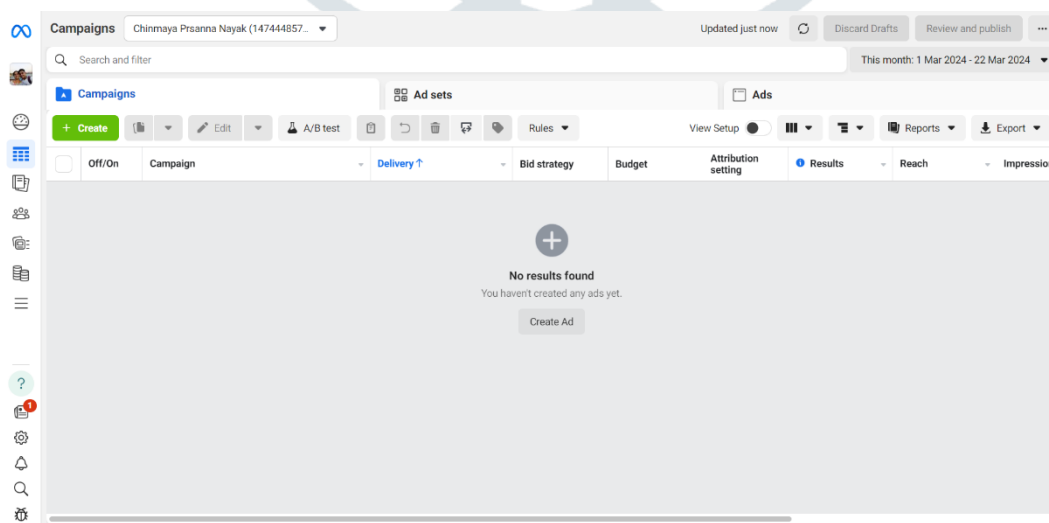 Campaigns Chinmaya Prsanna Nayak (147444857... Updated just now Discard Drafts Review and publish ...
Search and filter This month: 1 Mar 2024 - 22 Mar 2024
Campaigns Ad sets Ads
+ Create Edit A/B test Rules View Setup Reports Export
Off/On Campaign Delivery ↑ Bid strategy Budget Attribution setting Results Reach Impressio
No results found
You haven't created any ads yet.
Create Ad
?
1